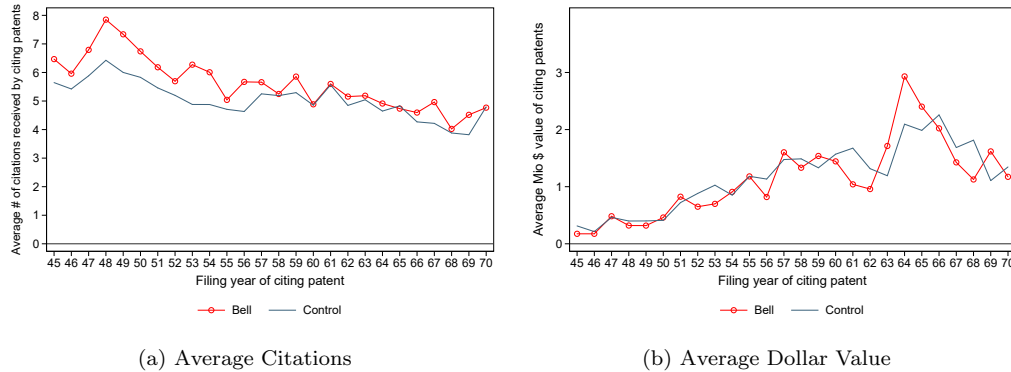 Average # of citations received by citing patents
8
7
6
5
4
3
2
1
0
45 46 47 48 49 50 51 52 53 54 55 56 57 58 59 60 61 62 63 64 65 66 67 68 69 70
Filing year of citing patent
Bell Control
(a) Average Citations
Average Mio $ value of citing patents
3
2
1
0
45 46 47 48 49 50 51 52 53 54 55 56 57 58 59 60 61 62 63 64 65 66 67 68 69 70
Filing year of citing patent
Bell Control
(b) Average Dollar Value